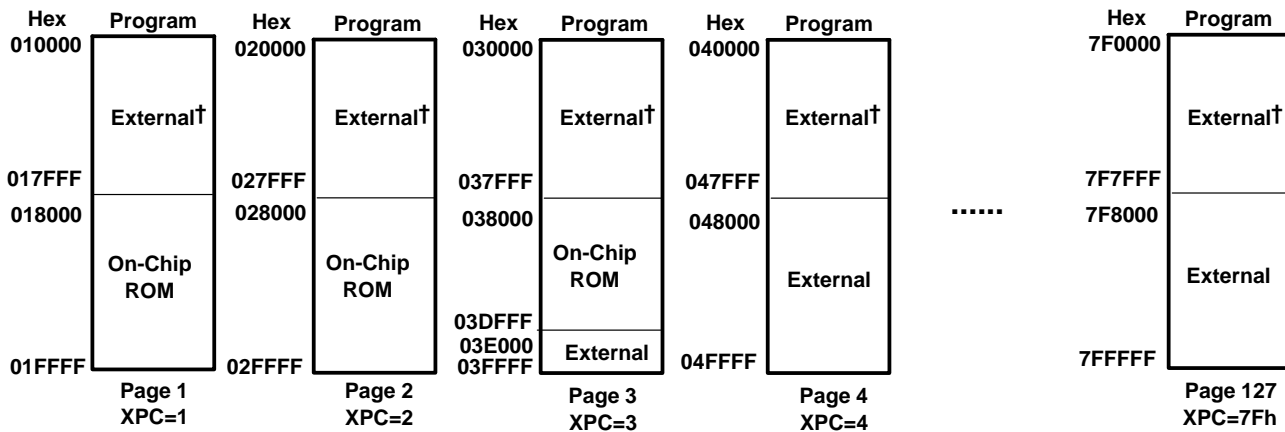 Hex Program
010000
External†
017FFF
018000
On-Chip
ROM
01FFFF
Page 1
XPC=1
Hex Program
020000
External†
027FFF
028000
On-Chip
ROM
02FFFF
Page 2
XPC=2
Hex Program
030000
External†
037FFF
038000
On-Chip
ROM
03DFFF
03E000
External
03FFFF
Page 3
XPC=3
Hex Program
040000
External†
047FFF
048000
External
04FFFF
Page 4
XPC=4
......
Hex Program
7F0000
External†
7F7FFF
7F8000
External
7FFFFF
Page 127
XPC=7Fh